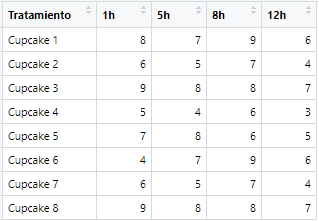 Tratamiento 1h 5h 8h 12h
Cupcake 1 8 7 9 6
Cupcake 2 6 5 7 4
Cupcake 3 9 8 8 7
Cupcake 4 5 4 6 3
Cupcake 5 7 8 6 5
Cupcake 6 4 7 9 6
Cupcake 7 6 5 7 4
Cupcake 8 9 8 8 7